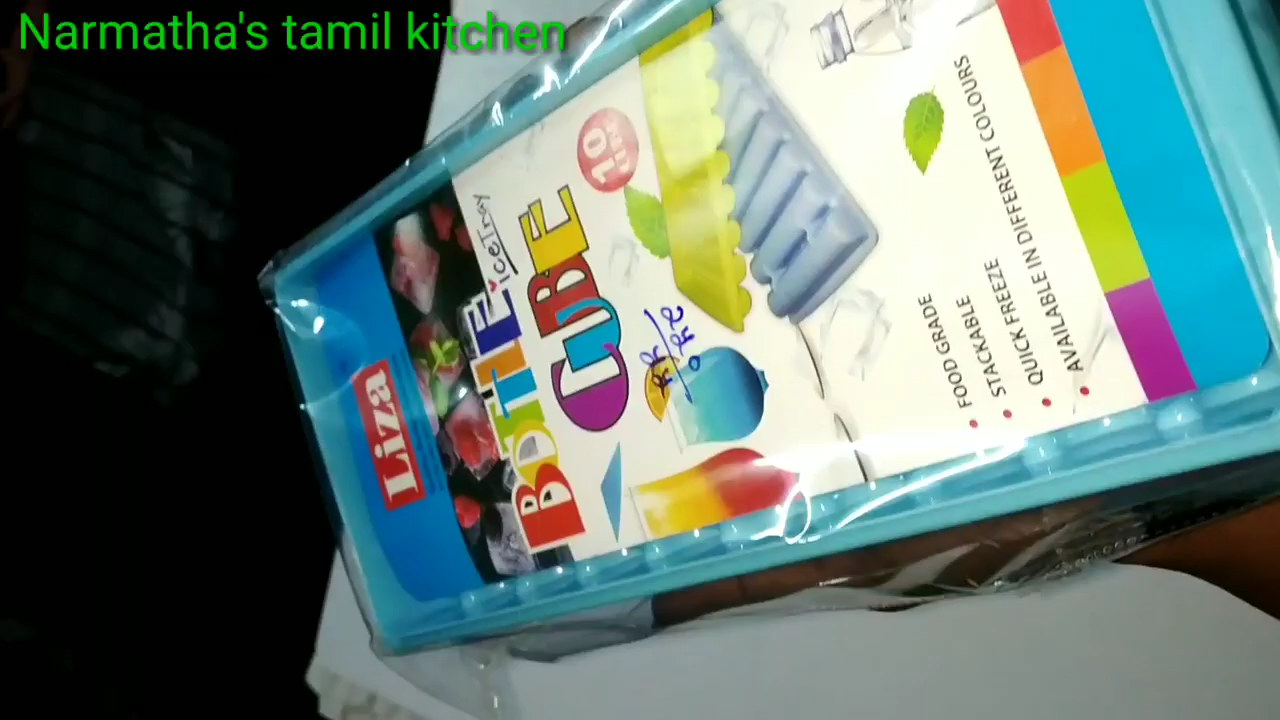 Narmatha's tamil kitchen
Liza
BOTTLE
iceTray
CUBE
10
FOOD GRADE
STACKABLE
QUICK FREEZE
AVAILABLE IN DIFFERENT COLOURS